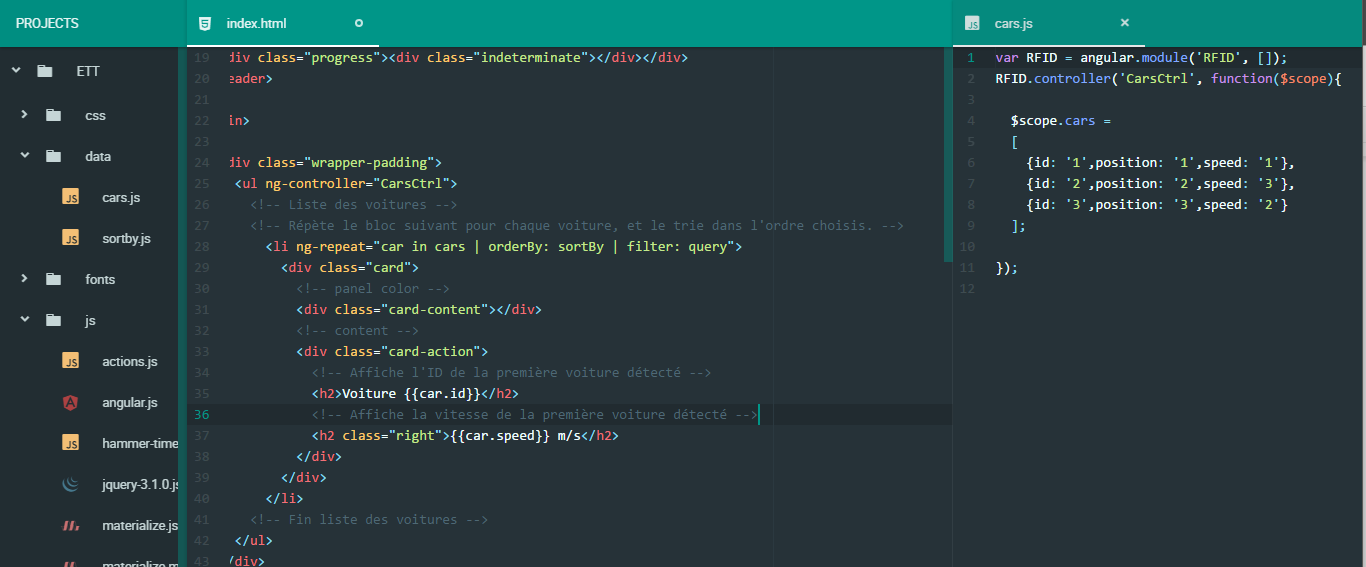 PROJECTS
ETT
css
data
cars.js
sortby.js
fonts
js
actions.js
angular.js
hammer-time
jquery-3.1.0.js
materialize.js
materialize.m
index.html
19 div class="progress"><div class="indeterminate"></div></div>
20 eader>
21
22 in>
23
24 div class="wrapper-padding">
25 <ul ng-controller="CarsCtrl">
26 <!-- Liste des voitures -->
27 <!-- Répète le bloc suivant pour chaque voiture, et le trie dans l'ordre choisis. -->
28 <li ng-repeat="car in cars | orderBy: sortBy | filter: query">
29 <div class="card">
30 <!-- panel color -->
31 <div class="card-content"></div>
32 <!-- content -->
33 <div class="card-action">
34 <!-- Affiche l'ID de la première voiture détecté -->
35 <h2>Voiture {{car.id}}</h2>
36 <!-- Affiche la vitesse de la première voiture détecté -->
37 <h2 class="right">{{car.speed}} m/s</h2>
38 </div>
39 </div>
40 </li>
41 <!-- Fin liste des voitures -->
42 </ul>
43 /div>
cars.js
1 var RFID = angular.module('RFID', []);
2 RFID.controller('CarsCtrl', function($scope){
3
4 $scope.cars =
5 [
6 {id: '1',position: '1',speed: '1'},
7 {id: '2',position: '2',speed: '3'},
8 {id: '3',position: '3',speed: '2'}
9 ];
10
11 });
12